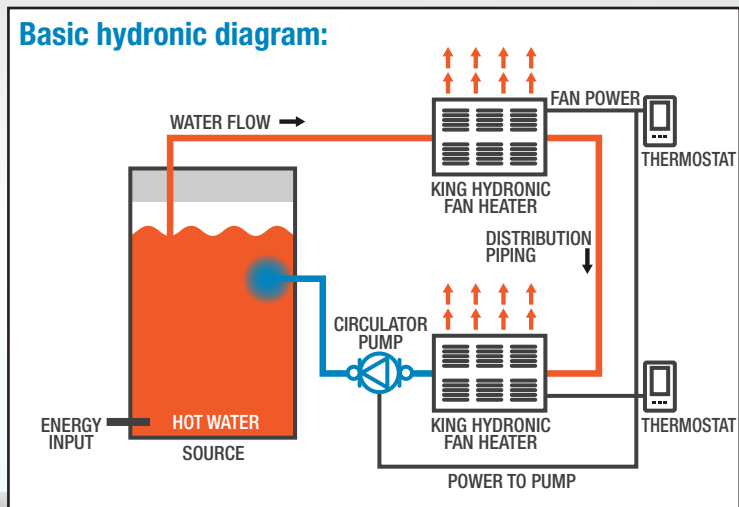 Basic hydronic diagram:
FAN POWER
WATER FLOW
THERMOSTAT
KING HYDRONIC
FAN HEATER
DISTRIBUTION
PIPING
CIRCULATOR
PUMP
ENERGY
INPUT
HOT WATER
SOURCE
KING HYDRONIC
FAN HEATER
THERMOSTAT
POWER TO PUMP